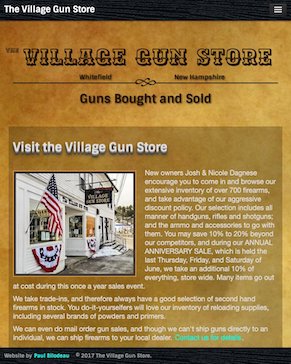 The Village Gun Store
THE VILLAGE GUN STORE
Whitefield New Hampshire
Guns Bought and Sold
Visit the Village Gun Store
New owners Josh & Nicole Dagnese
encourage you to come in and browse our
extensive inventory of over 700 firearms,
and take advantage of our aggressive
discount policy. Our selection includes all
manner of handguns, rifles and shotguns;
and the ammo and accessories to go with
them. You may save 10% to 20% beyond
our competitors, and during our ANNUAL
ANNIVERSARY SALE, which is held the
last Thursday, Friday, and Saturday of
June, we take an additional 10% of
everything, store wide. Many items go out
at cost during this once a year sales event.
We take trade-ins, and therefore always have a good selection of second hand
firearms in stock. You do-it-yourselfers will love our inventory of reloading supplies,
including several brands of powders and primers.
We can even do mail order gun sales, and though we can't ship guns directly to an
individual, we can ship firearms to your local dealer. Contact us for details.
Website by Paul Bilodeau © 2017 The Village Gun Store.